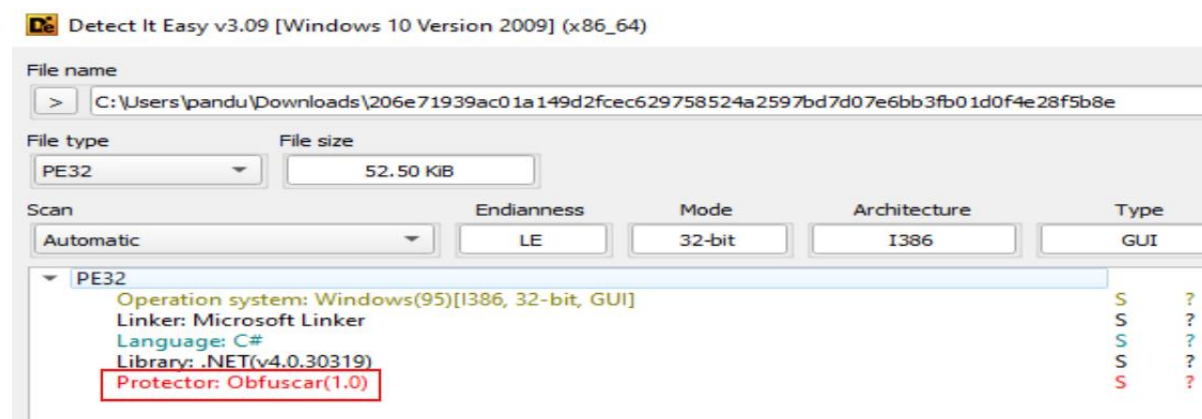 Detect It Easy v3.09 [Windows 10 Version 2009] (x86_64)
File name
> C:\Users\pandu\Downloads\206e71939ac01a149d2fcec629758524a2597bd7d07e6bb3fb01d0f4e28f5b8e
File type File size
PE32 52.50 KiB
Scan Endianness Mode Architecture Type
Automatic LE 32-bit I386 GUI
PE32
Operation system: Windows(95)[I386, 32-bit, GUI] S ?
Linker: Microsoft Linker S ?
Language: C# S ?
Library: .NET(v4.0.30319) S ?
Protector: Obfuscar(1.0) S ?